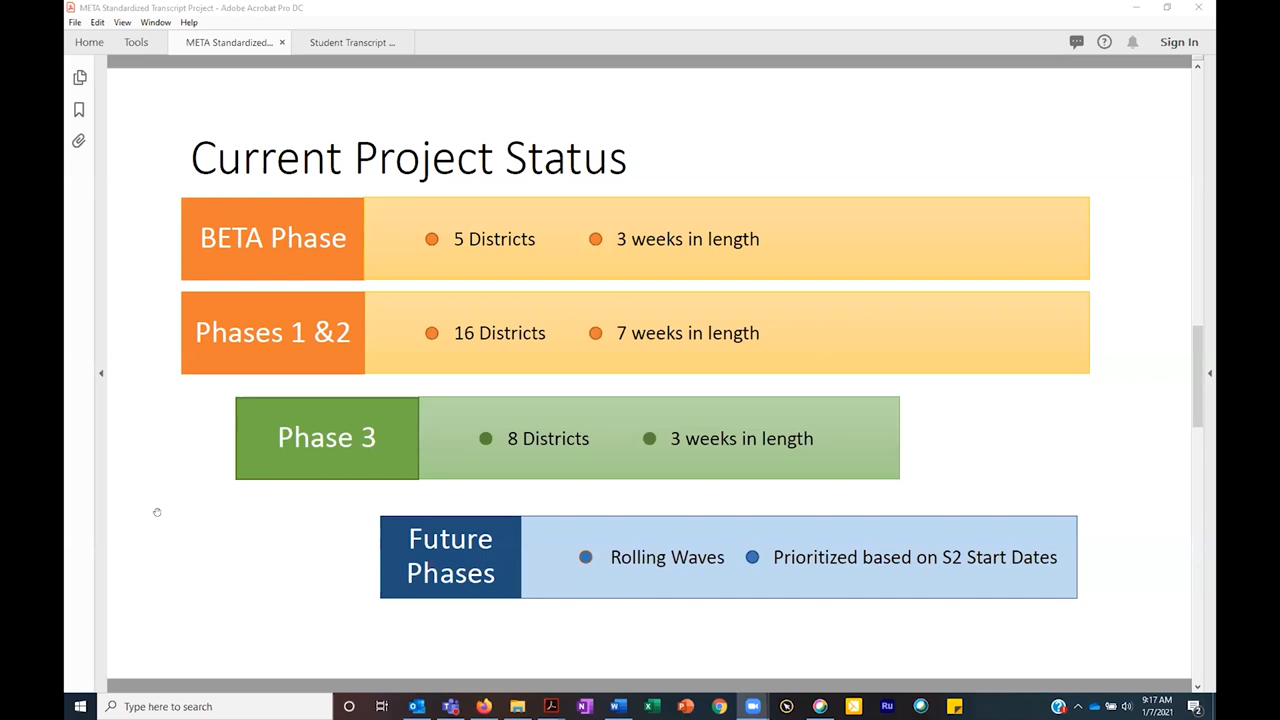 META Standardized Transcript Project - Adobe Acrobat Pro DC
File Edit View Window Help
Home Tools META Standardized... × Student Transcript ... Sign In
Current Project Status
BETA Phase 5 Districts 3 weeks in length
Phases 1 &2 16 Districts 7 weeks in length
Phase 3 8 Districts 3 weeks in length
Future
Phases
Rolling Waves Prioritized based on S2 Start Dates
Type here to search
9:17 AM
1/7/2021
2